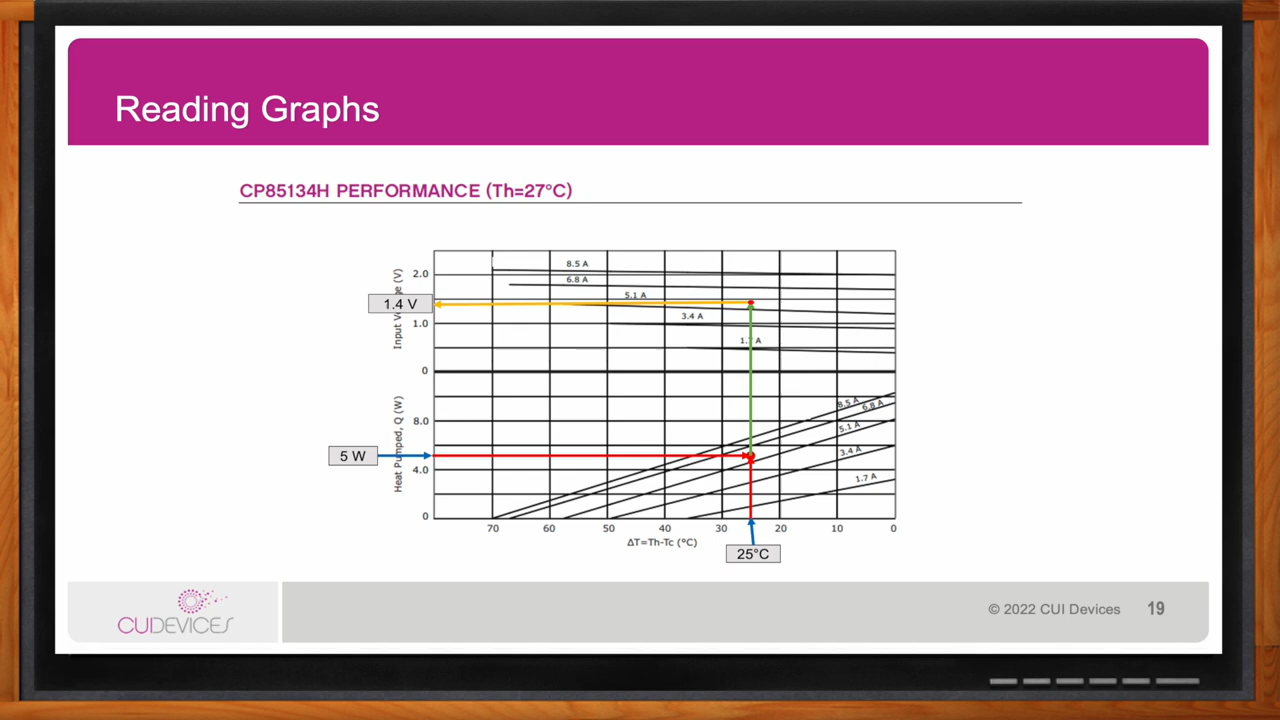 Reading Graphs
CP85134H PERFORMANCE (Th=27°C)
8.5 A
2.0
6.8 A
5.1 A
1.4 V
3.4 A
1.0
Input
(V)
A
0
8.5 A
6.8 A
8.0
5.1 A
Heat Pumped, Q (W)
5 W
3.4 A
4.0
1.7 A
0
70 60 50 40 30 20 10 0
ΔT=Th-Tc (°C)
25°C
CUIDEVICES
© 2022 CUI Devices 19